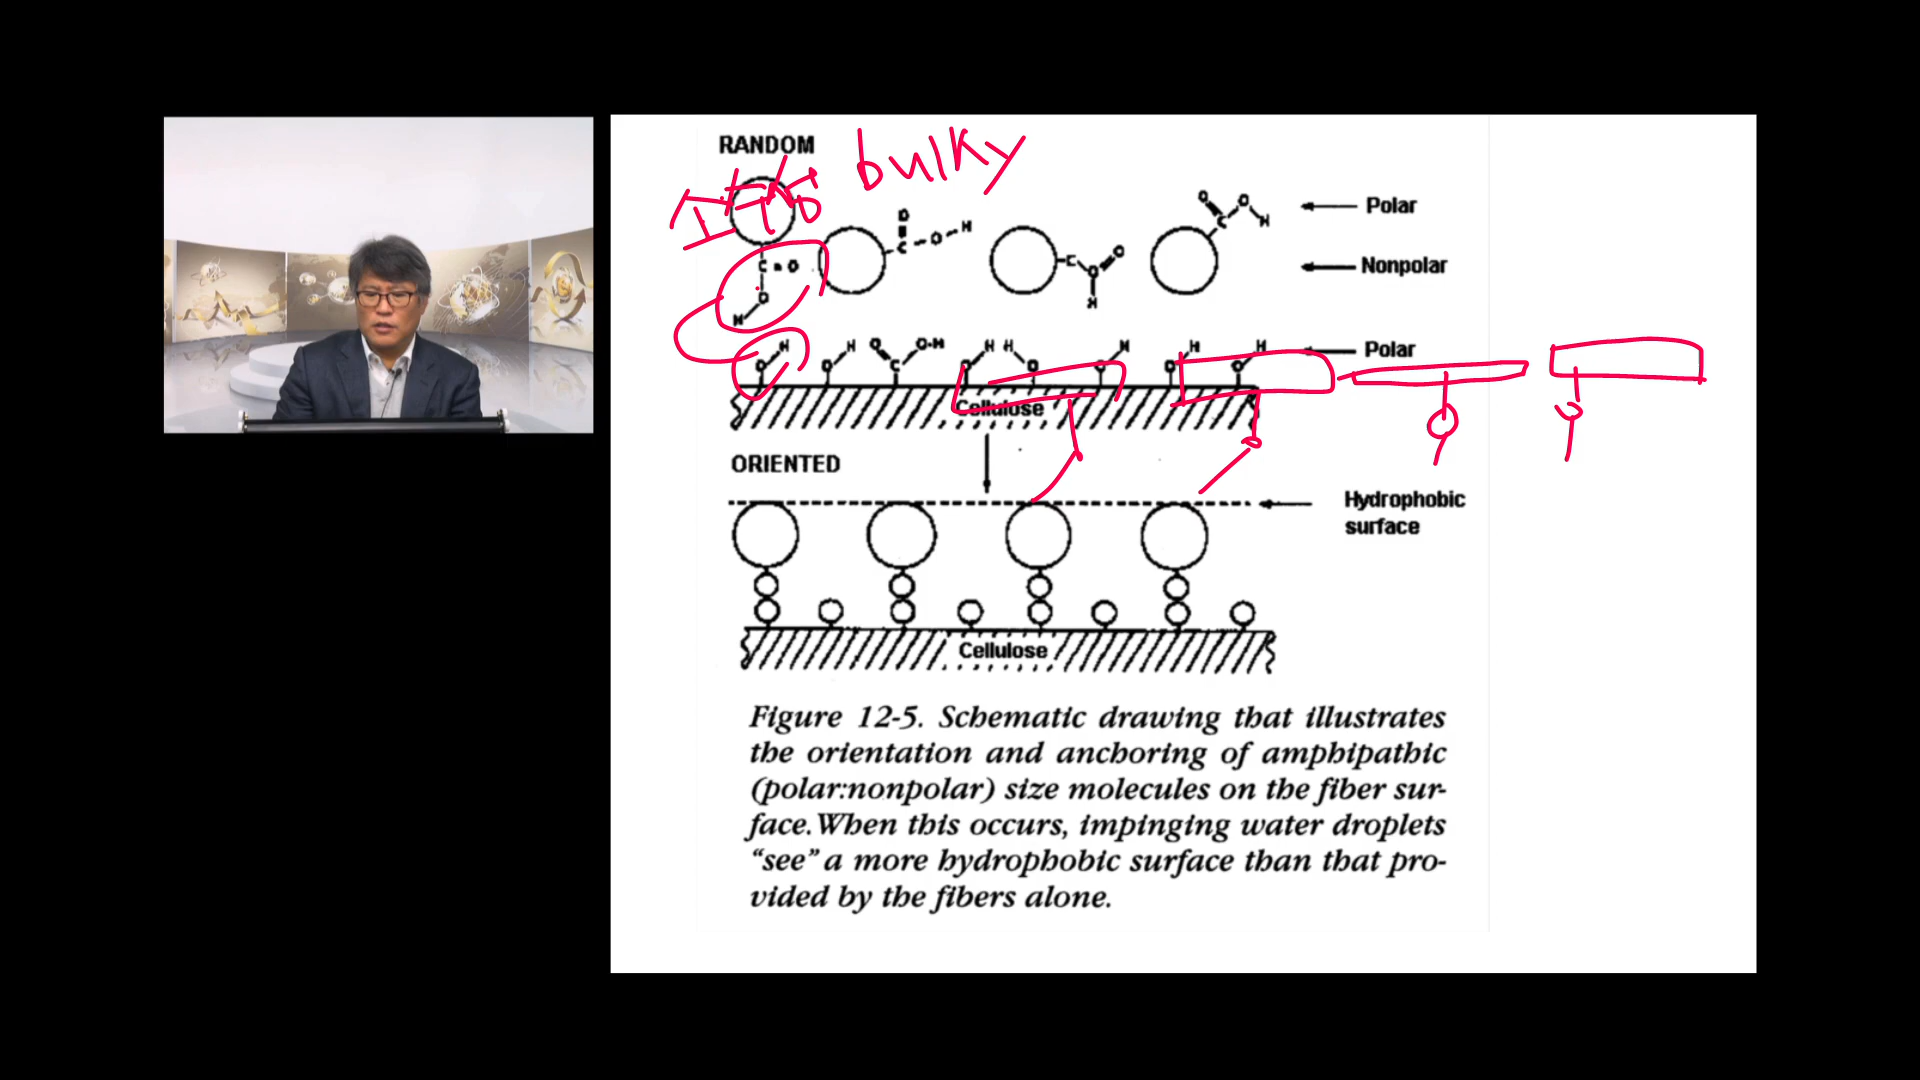 RANDOM
bulky
Polar
Nonpolar
C = O
O
H
O
C - O - H
C O
H
O O
C H
Polar
O H
O H
O O-H
C
O H H O
O H
O H
O H
Cellulose
ORIENTED
Hydrophobic
surface
Cellulose
Figure 12-5. Schematic drawing that illustrates
the orientation and anchoring of amphipathic
(polar:nonpolar) size molecules on the fiber sur-
face. When this occurs, impinging water droplets
“see” a more hydrophobic surface than that pro-
vided by the fibers alone.